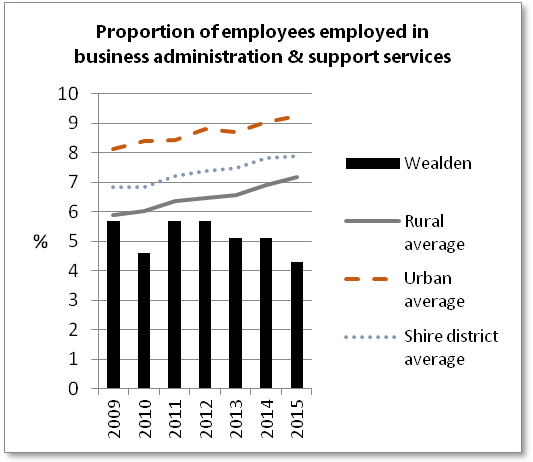 Proportion of employees employed in
business administration & support services
10
9
8
7
6
5
4
3
2
1
0
%
2009
2010
2011
2012
2013
2014
2015
Wealden
Rural
average
Urban
average
Shire district
average